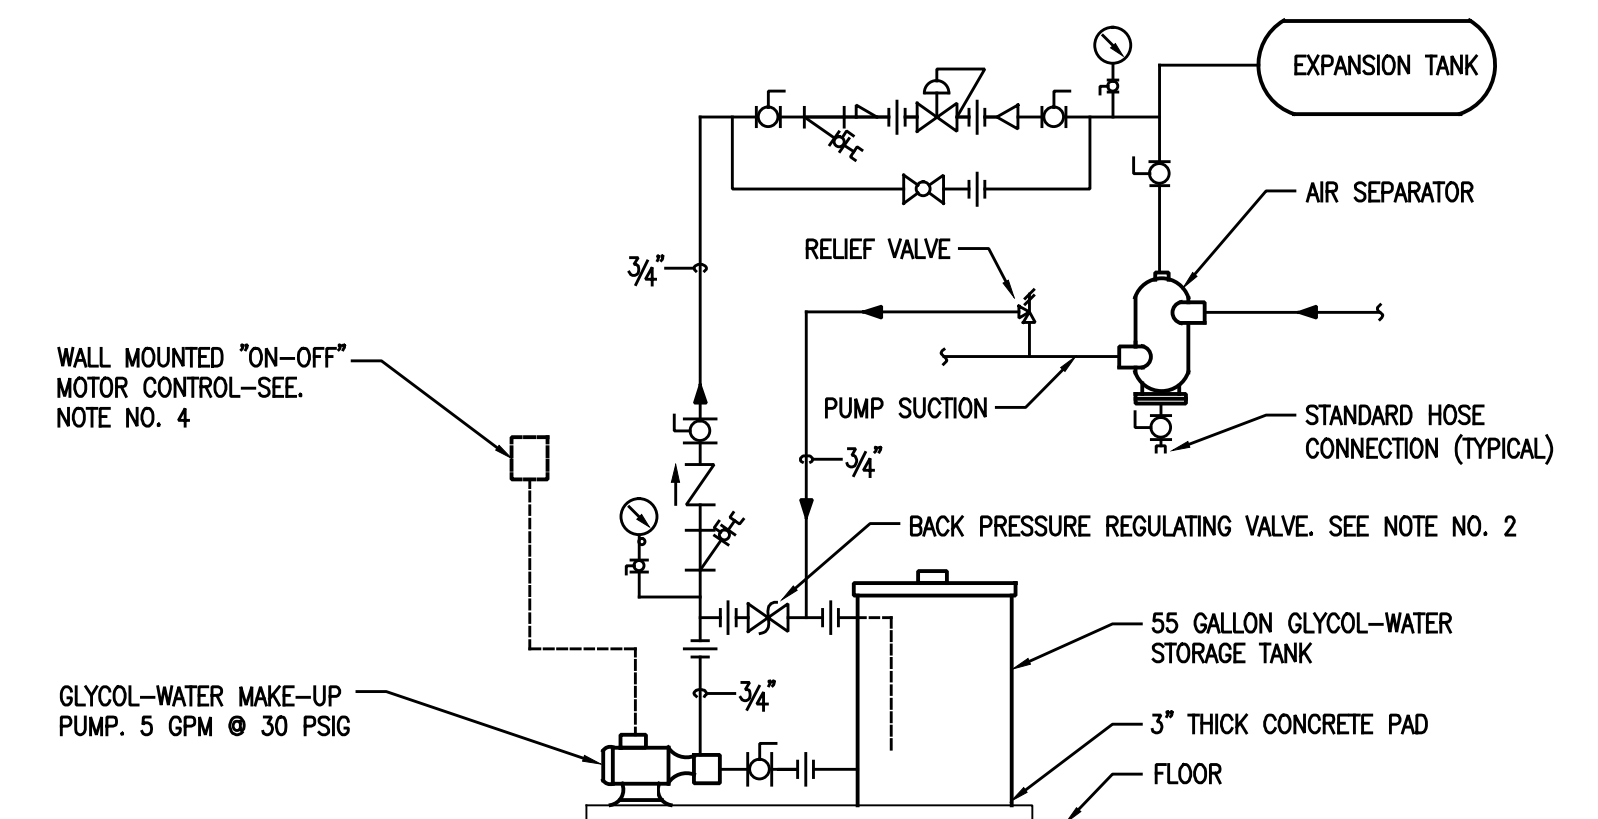 EXPANSION TANK
AIR SEPARATOR
RELIEF VALVE
3/4"
WALL MOUNTED "ON-OFF"
MOTOR CONTROL-SEE.
NOTE NO. 4
PUMP SUCTION
STANDARD HOSE
CONNECTION (TYPICAL)
3/4"
BACK PRESSURE REGULATING VALVE. SEE NOTE NO. 2
55 GALLON GLYCOL-WATER
STORAGE TANK
GLYCOL-WATER MAKE-UP
PUMP. 5 GPM @ 30 PSIG
3/4"
3" THICK CONCRETE PAD
FLOOR